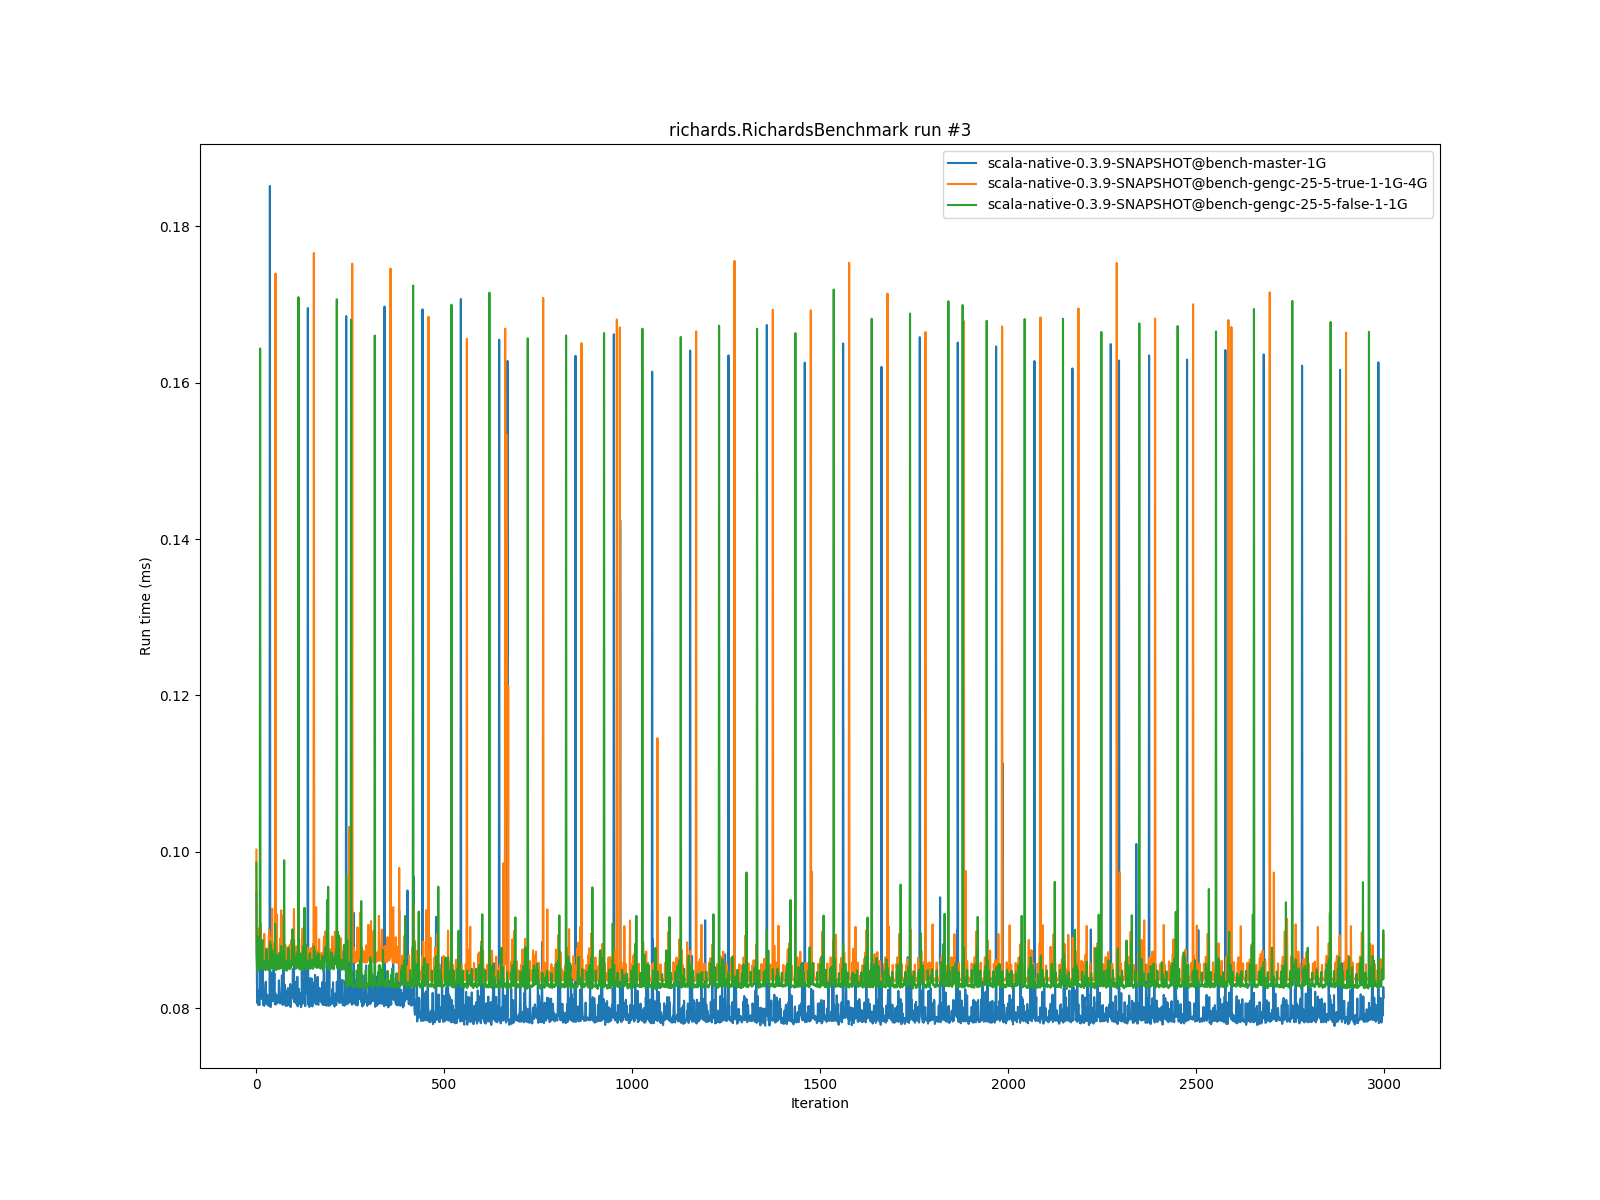 richards.RichardsBenchmark run #3
scala-native-0.3.9-SNAPSHOT@bench-master-1G
scala-native-0.3.9-SNAPSHOT@bench-gengc-25-5-true-1-1G-4G
scala-native-0.3.9-SNAPSHOT@bench-gengc-25-5-false-1-1G
0.18
0.16
0.14
0.12
0.10
0.08
Run time (ms)
0
500
1000
1500
2000
2500
3000
Iteration